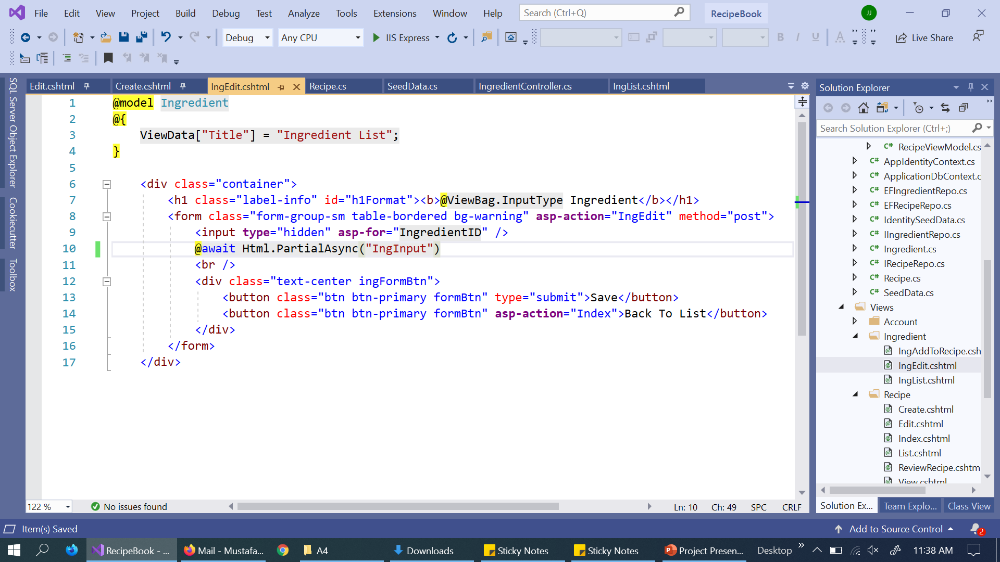 File Edit View Project Build Debug Test Analyze Tools Extensions Window Help Search (Ctrl+Q) RecipeBook JJ
Debug Any CPU IIS Express B I U A Live Share
SQL Server Object Explorer
Cookiecutter
Toolbox
Edit.cshtml Create.cshtml IngEdit.cshtml Recipe.cs SeedData.cs IngredientController.cs IngList.cshtml
1 @model Ingredient
2 @{
3 ViewData["Title"] = "Ingredient List";
4 }
5
6 <div class="container">
7 <h1 class="label-info" id="h1Format"><b>@ViewBag.InputType Ingredient</b></h1>
8 <form class="form-group-sm table-bordered bg-warning" asp-action="IngEdit" method="post">
9 <input type="hidden" asp-for="IngredientID" />
10 @await Html.PartialAsync("IngInput")
11 <br />
12 <div class="text-center ingFormBtn">
13 <button class="btn btn-primary formBtn" type="submit">Save</button>
14 <button class="btn btn-primary formBtn" asp-action="Index">Back To List</button>
15 </div>
16 </form>
17 </div>
122 % No issues found Ln: 10 Ch: 49 SPC CRLF
Solution Explorer
Search Solution Explorer (Ctrl+;)
C# RecipeViewModel.cs
C# AppIdentityContext.cs
C# ApplicationDbContext.c
C# EFIngredientRepo.cs
C# EFRecipeRepo.cs
C# IdentitySeedData.cs
C# IIngredientRepo.cs
C# Ingredient.cs
C# IRecipeRepo.cs
C# Recipe.cs
C# SeedData.cs
Views
Account
Ingredient
IngAddToRecipe.csh
IngEdit.cshtml
IngList.cshtml
Recipe
Create.cshtml
Edit.cshtml
Index.cshtml
List.cshtml
ReviewRecipe.cshtm
View.cshtml
Solution Ex... Team Explo... Class View
Item(s) Saved Add to Source Control 2
RecipeBook - ... Mail - Mustafa... A4 Downloads Sticky Notes Sticky Notes Project Presen... Desktop 11:38 AM